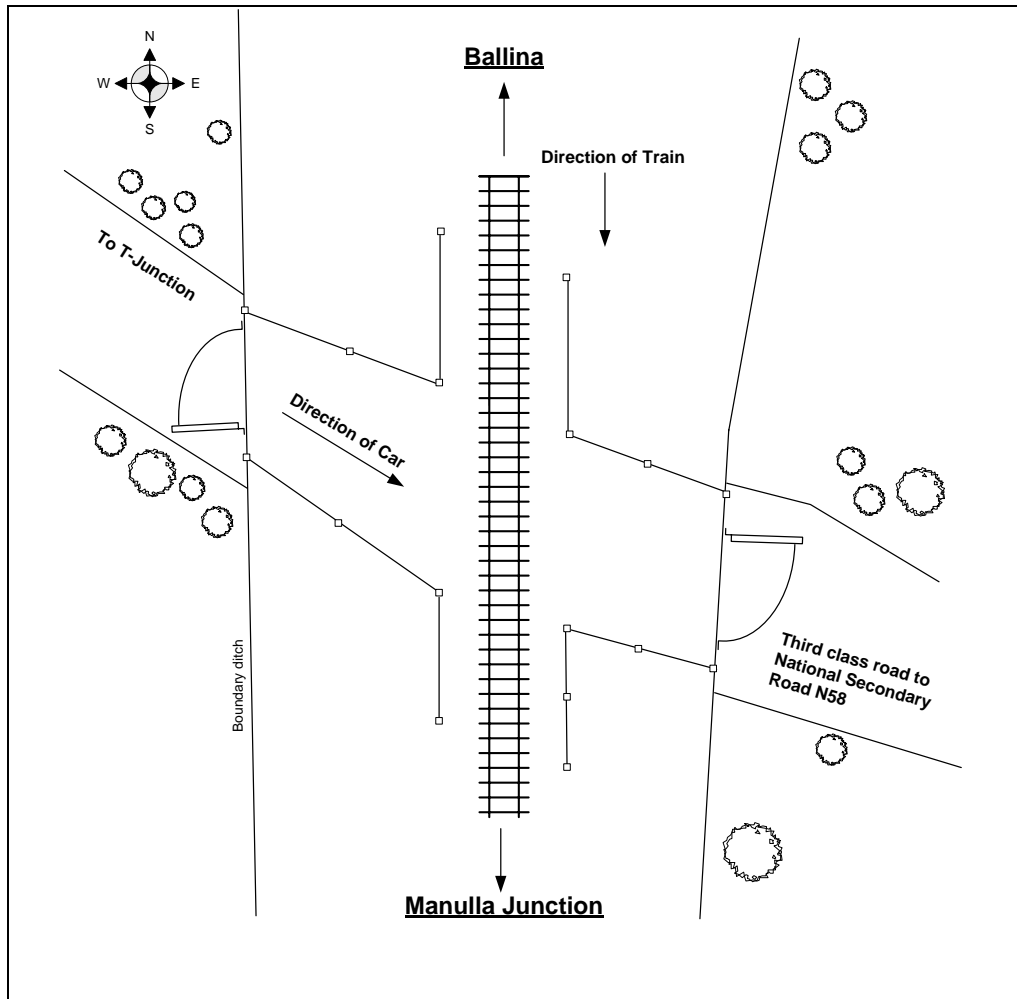 Ballina
N
W
E
S
Direction of Train
To T-Junction
Direction of Car
Third class road to
National Secondary
Road N58
Boundary ditch
Manulla Junction